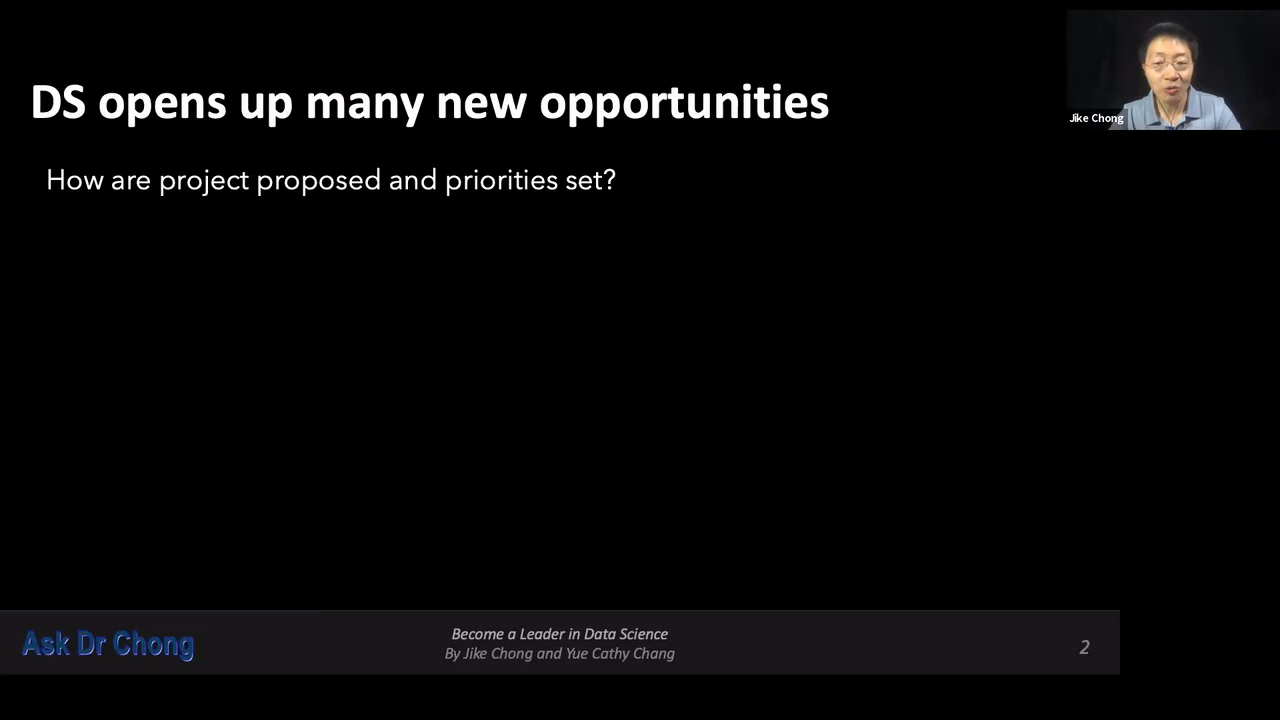 DS opens up many new opportunities
Jike Chong
How are project proposed and priorities set?
Ask Dr Chong
Become a Leader in Data Science
By Jike Chong and Yue Cathy Chang
2